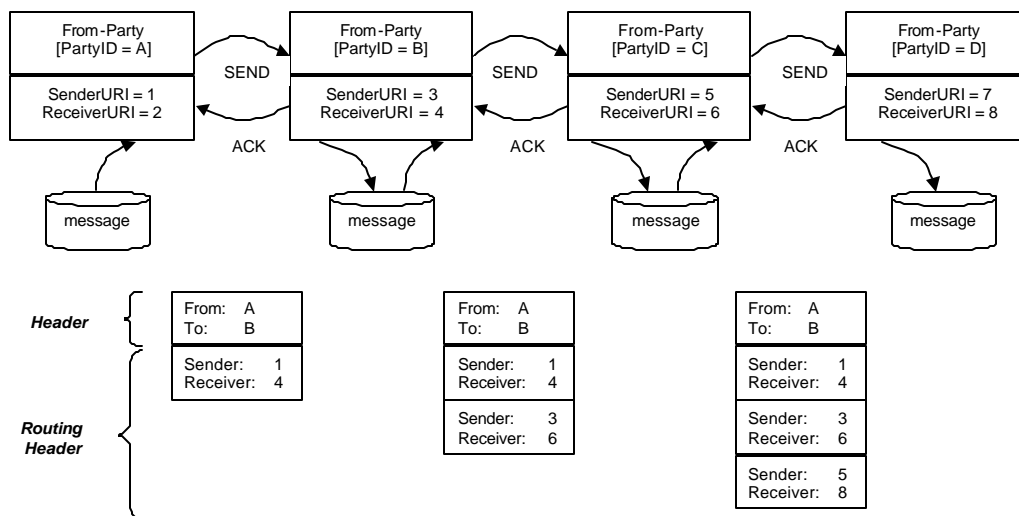 From-Party
[PartyID = A]
SenderURI = 1
ReceiverURI = 2
SEND
ACK
From-Party
[PartyID = B]
SenderURI = 3
ReceiverURI = 4
SEND
ACK
From-Party
[PartyID = C]
SenderURI = 5
ReceiverURI = 6
SEND
ACK
From-Party
[PartyID = D]
SenderURI = 7
ReceiverURI = 8
message
message
message
message
Header
From: A
To: B
From: A
To: B
From: A
To: B
Routing
Header
Sender: 1
Receiver: 4
Sender: 1
Receiver: 4
Sender: 3
Receiver: 6
Sender: 1
Receiver: 4
Sender: 3
Receiver: 6
Sender: 5
Receiver: 8